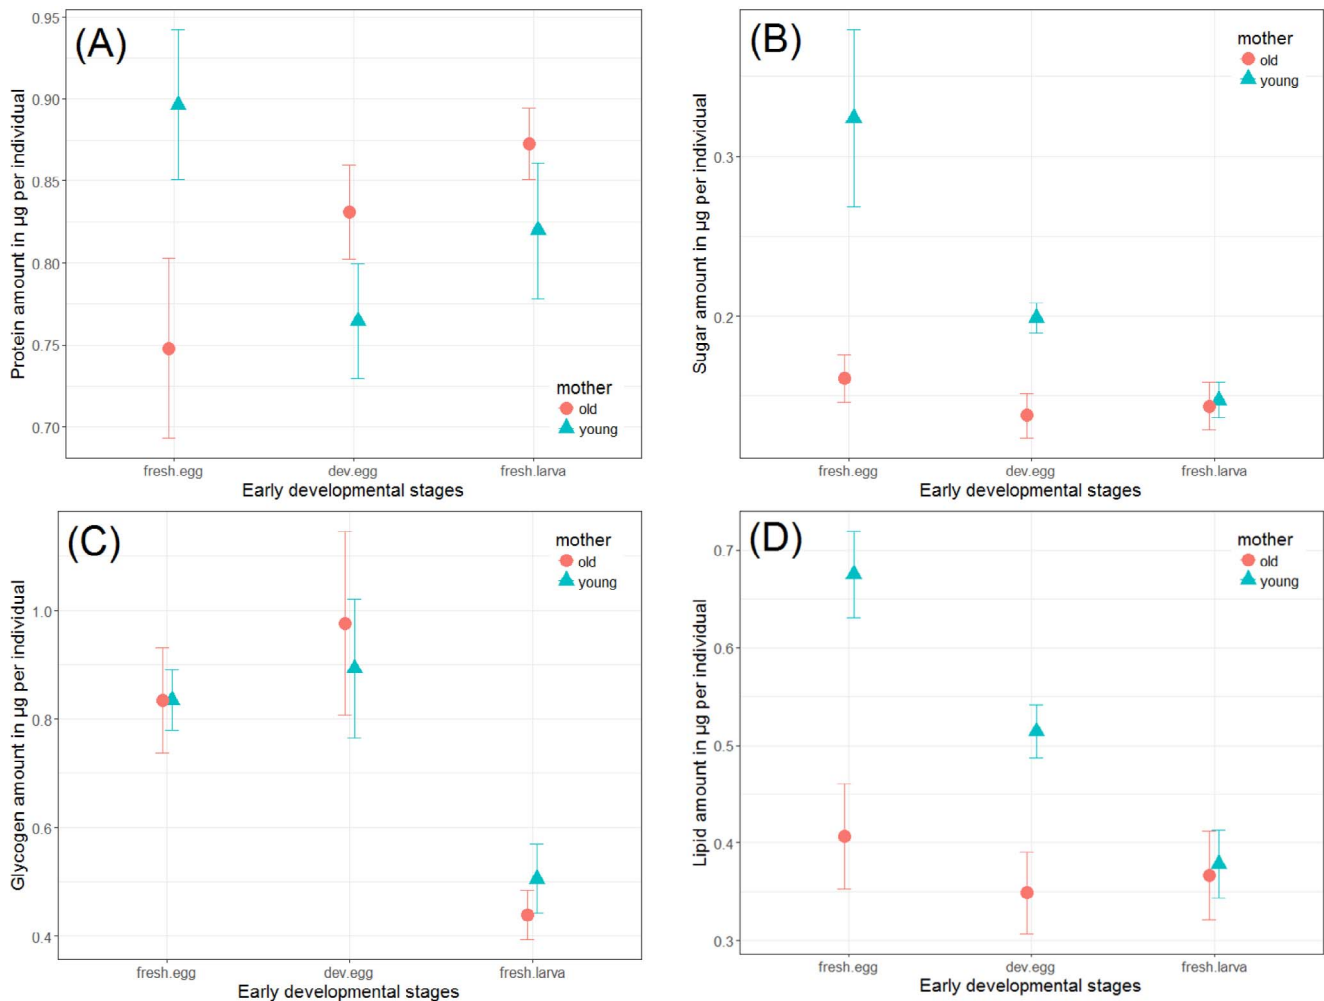 (A)
Protein amount in µg per individual
0.95
0.90
0.85
0.80
0.75
0.70
mother
old
young
fresh.egg dev.egg fresh.larva
Early developmental stages
(B)
Sugar amount in µg per individual
0.3
0.2
mother
old
young
fresh.egg dev.egg fresh.larva
Early developmental stages
(C)
Glycogen amount in µg per individual
1.0
0.8
0.6
0.4
mother
old
young
fresh.egg dev.egg fresh.larva
Early developmental stages
(D)
Lipid amount in µg per individual
0.7
0.6
0.5
0.4
0.3
mother
old
young
fresh.egg dev.egg fresh.larva
Early developmental stages